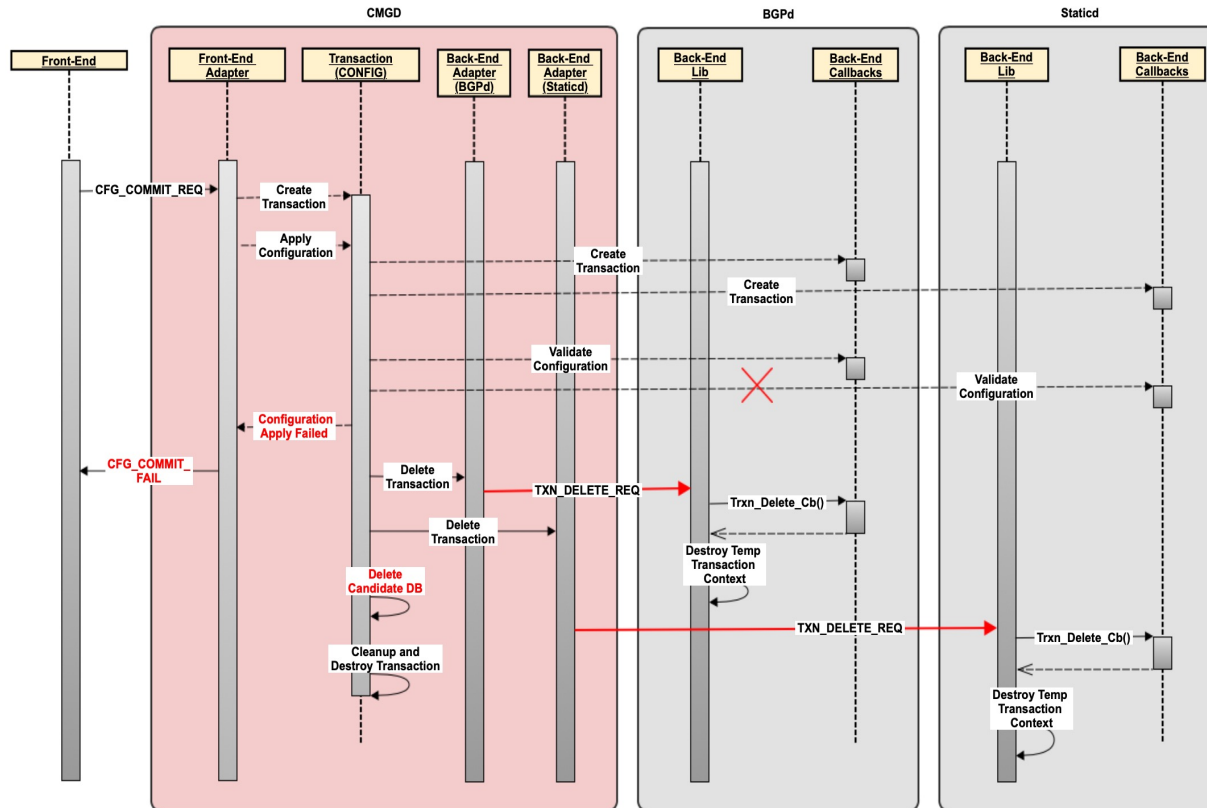 CMGD
BGPd
Staticd
Front-End
Front-End
Adapter
Transaction
(CONFIG)
Back-End
Adapter
(BGPd)
Back-End
Adapter
(Staticd)
Back-End
Lib
Back-End
Callbacks
Back-End
Lib
Back-End
Callbacks
CFG_COMMIT_REQ
Create
Transaction
Apply
Configuration
Create
Transaction
Create
Transaction
Validate
Configuration
Validate
Configuration
Configuration
Apply Failed
CFG_COMMIT_
FAIL
Delete
Transaction
TXN_DELETE_REQ
Trxn_Delete_Cb()
Delete
Transaction
Destroy Temp
Transaction
Context
Delete
Candidate DB
TXN_DELETE_REQ
Trxn_Delete_Cb()
Cleanup and
Destroy Transaction
Destroy Temp
Transaction
Context